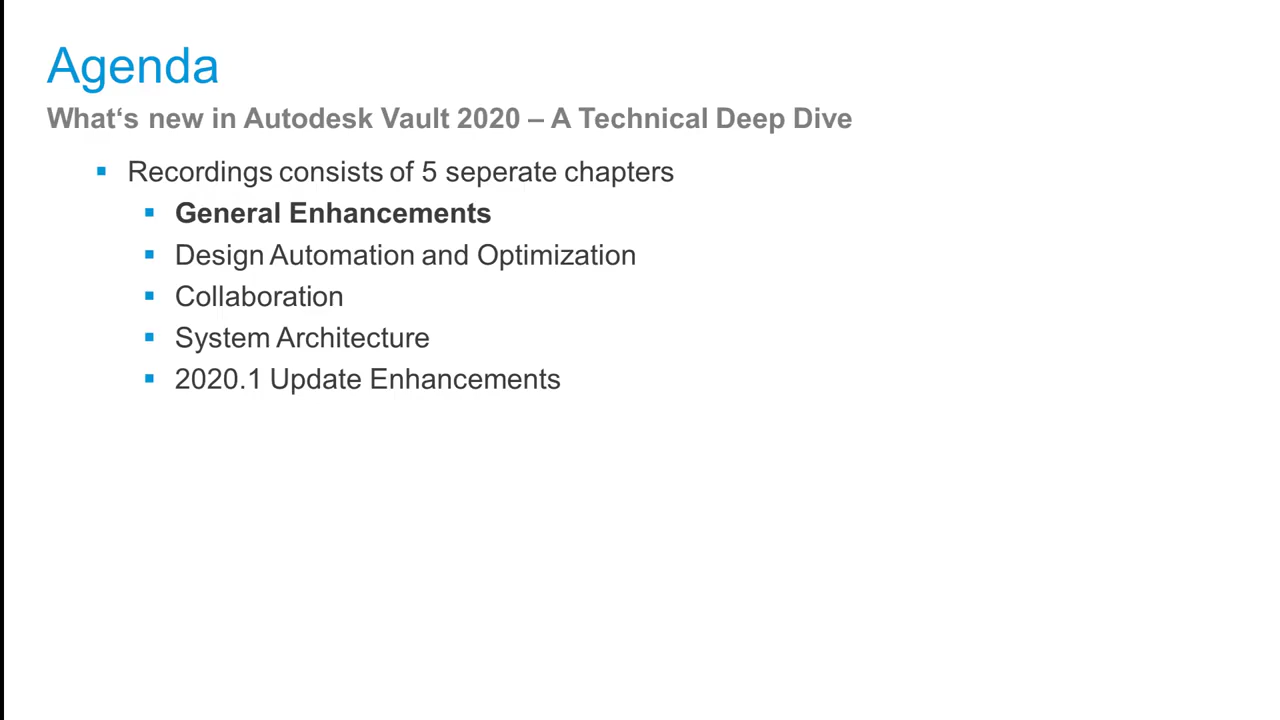 Agenda
What‘s new in Autodesk Vault 2020 – A Technical Deep Dive
Recordings consists of 5 seperate chapters
General Enhancements
Design Automation and Optimization
Collaboration
System Architecture
2020.1 Update Enhancements